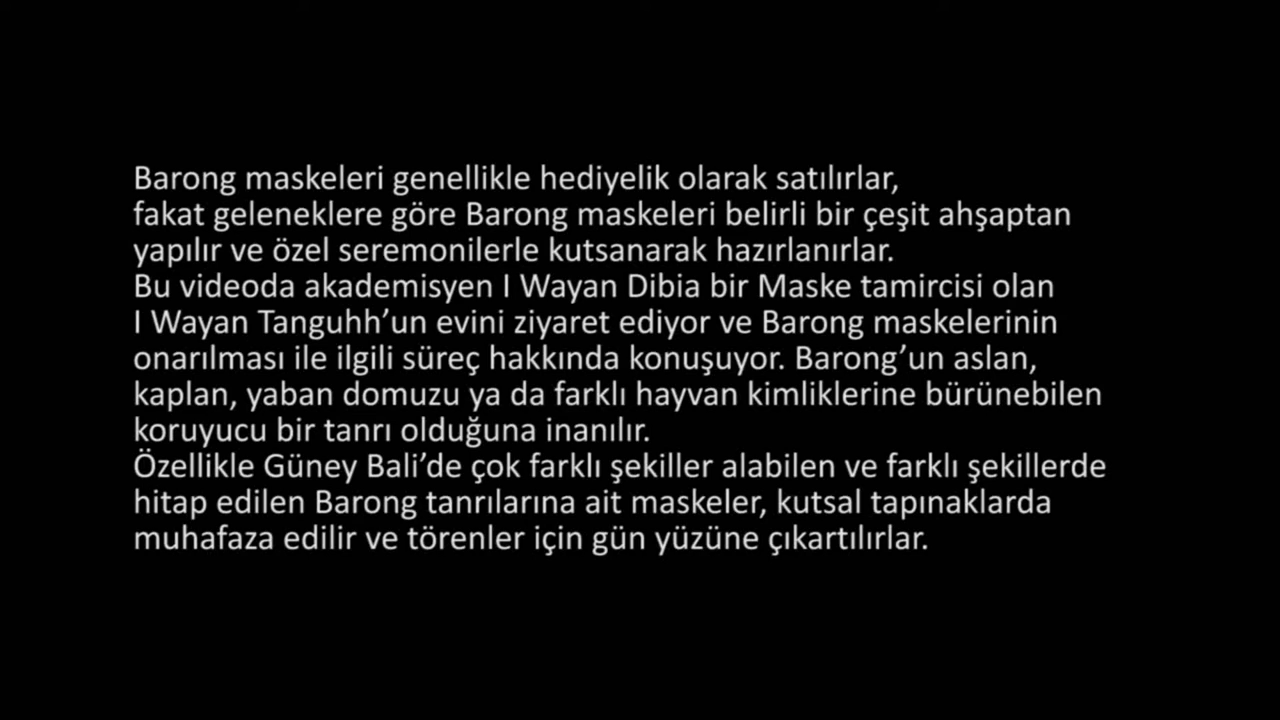 Barong maskeleri genellikle hediyelik olarak satılırlar,
fakat geleneklere göre Barong maskeleri belirli bir çeşit ahşaptan
yapılır ve özel seremonilerle kutsanarak hazırlanırlar.
Bu videoda akademisyen I Wayan Dibia bir Maske tamircisi olan
I Wayan Tanguhh’un evini ziyaret ediyor ve Barong maskelerinin
onarılması ile ilgili süreç hakkında konuşuyor. Barong’un aslan,
kaplan, yaban domuzu ya da farklı hayvan kimliklerine bürünebilen
koruyucu bir tanrı olduğuna inanılır.
Özellikle Güney Bali’de çok farklı şekiller alabilen ve farklı şekillerde
hitap edilen Barong tanrılarına ait maskeler, kutsal tapınaklarda
muhafaza edilir ve törenler için gün yüzüne çıkartılırlar.